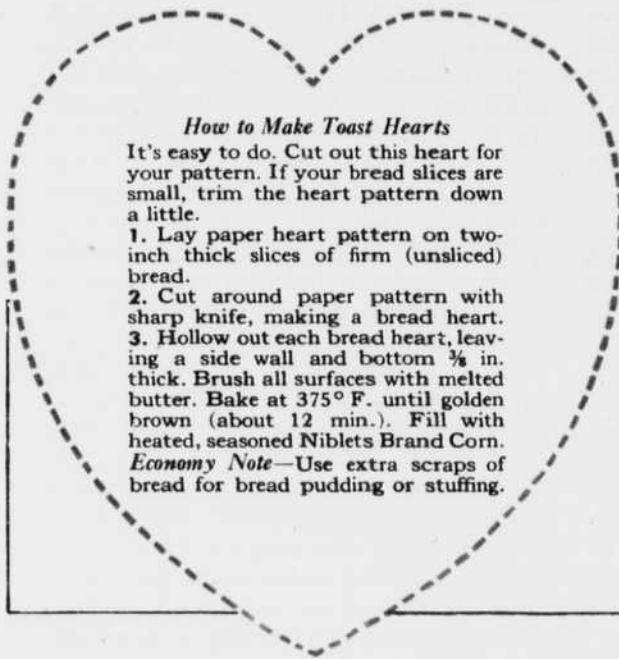 How to Make Toast Hearts
It's easy to do. Cut out this heart for
your pattern. If your bread slices are
small, trim the heart pattern down
a little.
1. Lay paper heart pattern on two-
inch thick slices of firm (unsliced)
bread.
2. Cut around paper pattern with
sharp knife, making a bread heart.
3. Hollow out each bread heart, leav-
ing a side wall and bottom ⅜ in.
thick. Brush all surfaces with melted
butter. Bake at 375° F. until golden
brown (about 12 min.). Fill with
heated, seasoned Niblets Brand Corn.
Economy Note—Use extra scraps of
bread for bread pudding or stuffing.